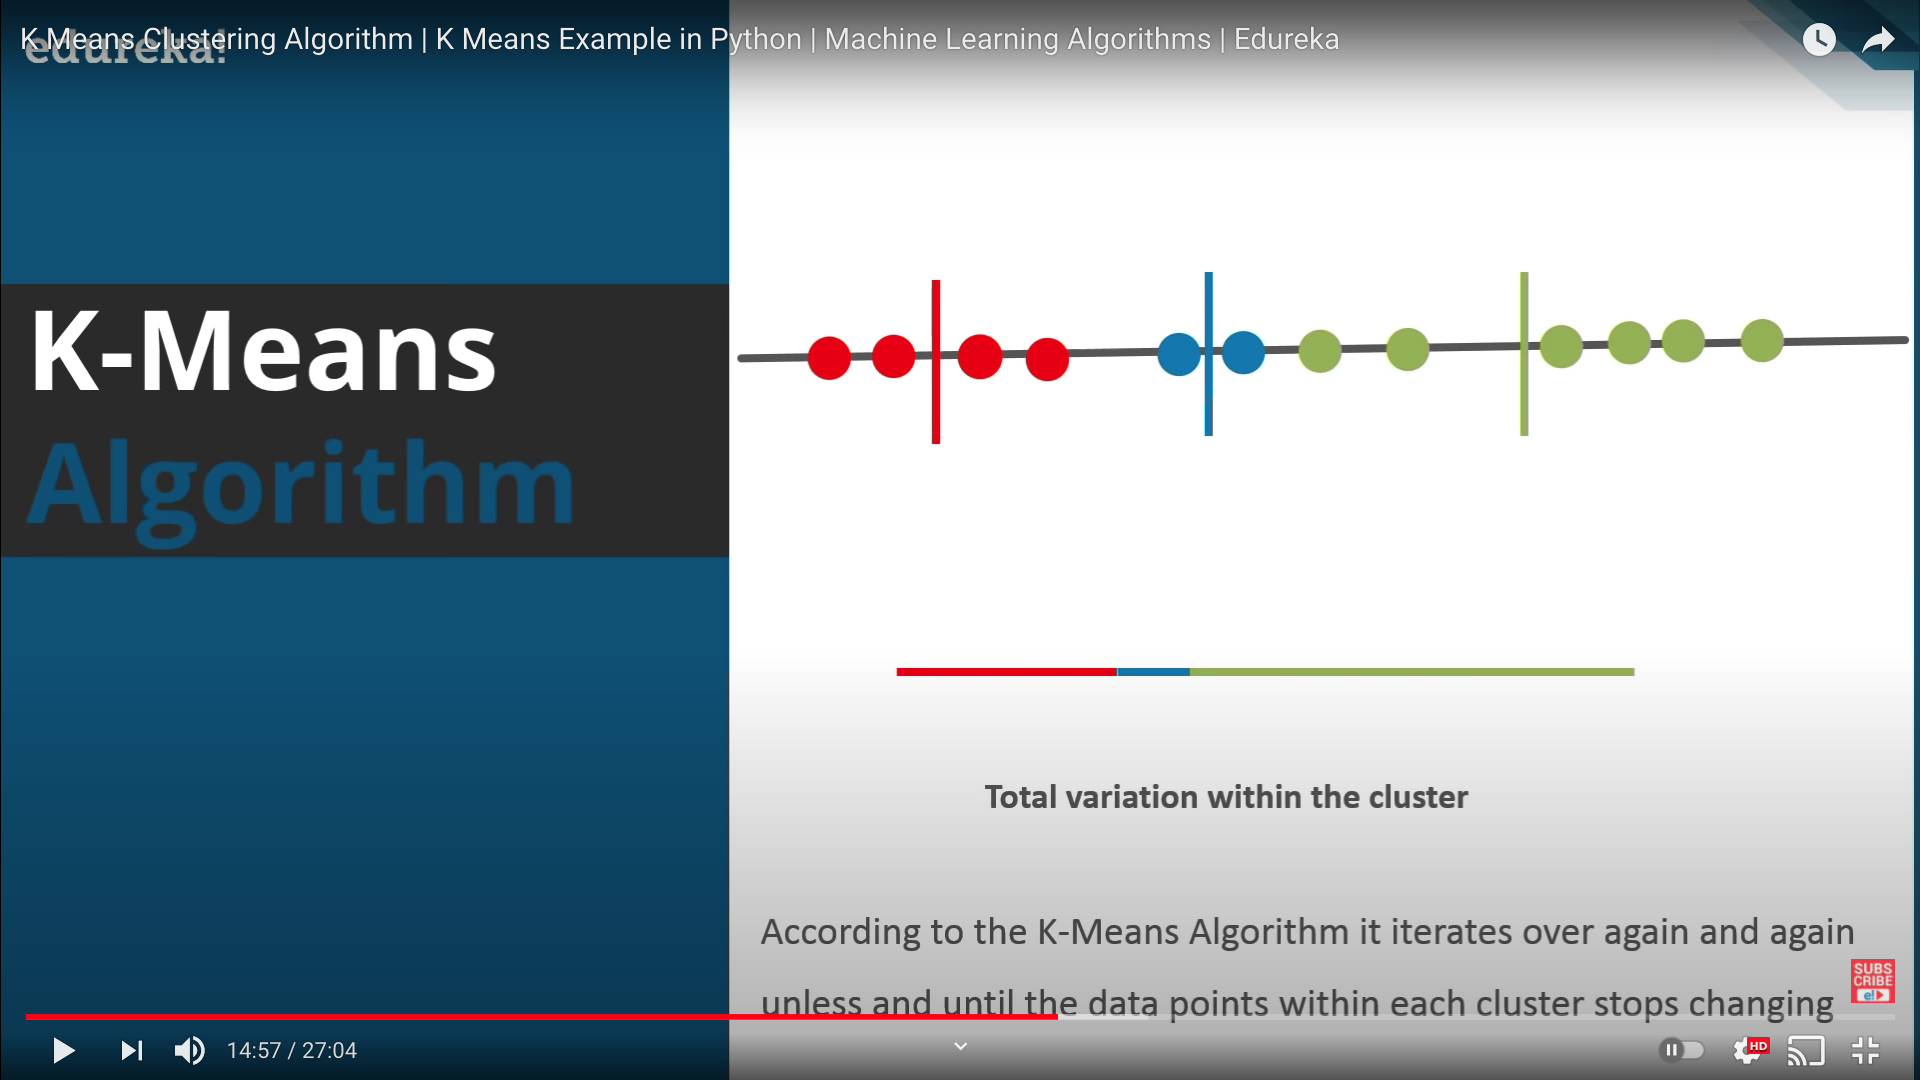 K Means Clustering Algorithm | K Means Example in Python | Machine Learning Algorithms | Edureka
edureka!
K-Means
Algorithm
Total variation within the cluster
According to the K-Means Algorithm it iterates over again and again
unless and until the data points within each cluster stops changing
SUBS
CRIBE
e!
14:57 / 27:04
HD